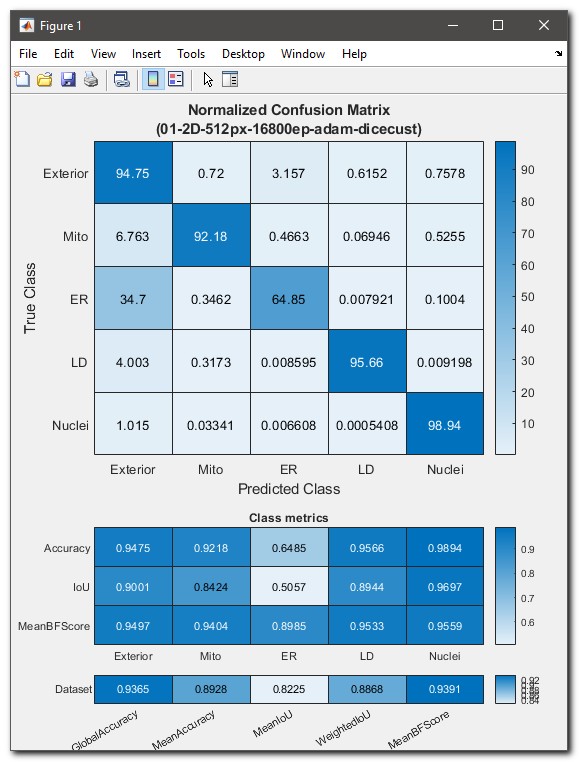 Figure 1
File Edit View Insert Tools Desktop Window Help
Normalized Confusion Matrix
(01-2D-512px-16800ep-adam-dicecust)
True Class
Exterior 94.75 0.72 3.157 0.6152 0.7578
Mito 6.763 92.18 0.4663 0.06946 0.5255
ER 34.7 0.3462 64.85 0.007921 0.1004
LD 4.003 0.3173 0.008595 95.66 0.009198
Nuclei 1.015 0.03341 0.006608 0.0005408 98.94
Exterior Mito ER LD Nuclei
Predicted Class
90
80
70
60
50
40
30
20
10
Class metrics
Accuracy 0.9475 0.9218 0.6485 0.9566 0.9894
IoU 0.9001 0.8424 0.5057 0.8944 0.9697
MeanBFScore 0.9497 0.9404 0.8985 0.9533 0.9559
Exterior Mito ER LD Nuclei
0.9
0.8
0.7
0.6
Dataset 0.9365 0.8928 0.8225 0.8868 0.9391
GlobalAccuracy MeanAccuracy MeanIoU WeightedIoU MeanBFScore
0.92
0.84